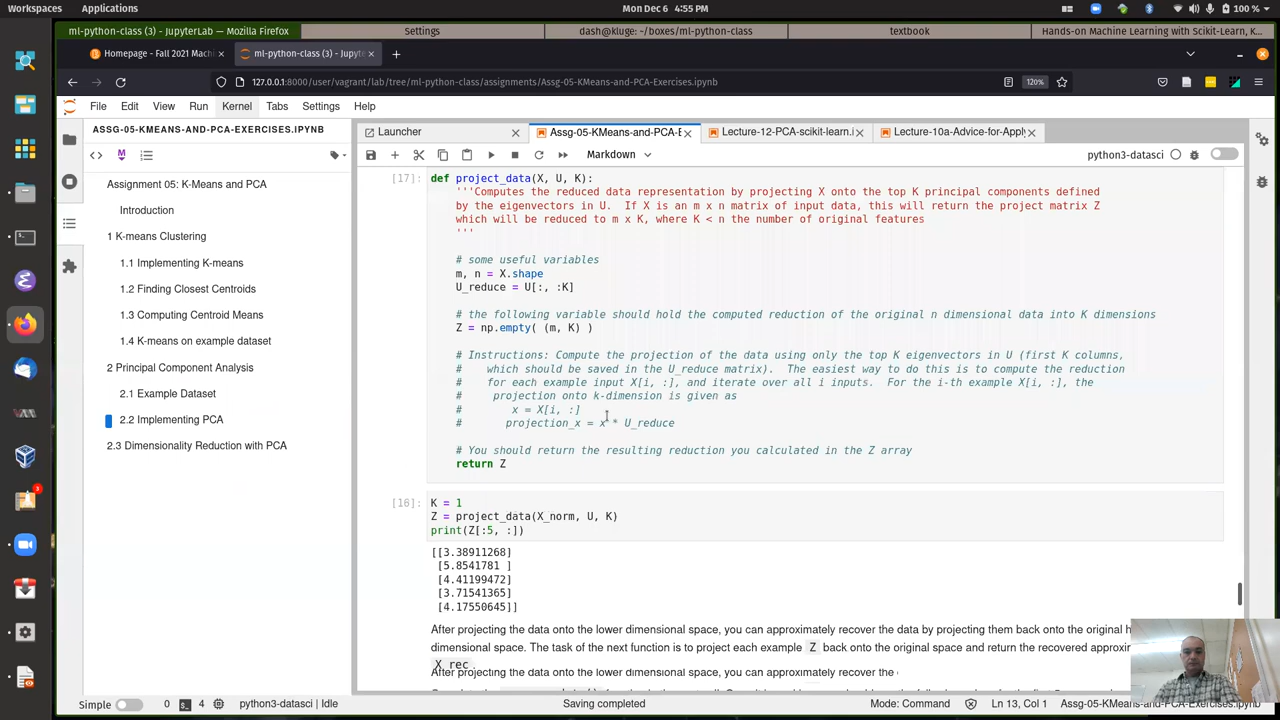 Workspaces Applications Mon Dec 6 4:55 PM 100 %
ml-python-class (3) - JupyterLab — Mozilla Firefox Settings dash@kluge: ~/boxes/ml-python-class textbook Hands-on Machine Learning with Scikit-Learn, K...
Homepage - Fall 2021 Machi ml-python-class (3) - Jupyte
127.0.0.1:8000/user/vagrant/lab/tree/ml-python-class/assignments/Assg-05-KMeans-and-PCA-Exercises.ipynb 120%
File Edit View Run Kernel Tabs Settings Help
ASSG-05-KMEANS-AND-PCA-EXERCISES.IPYNB
Launcher Assg-05-KMeans-and-PCA-E Lecture-12-PCA-scikit-learn.i Lecture-10a-Advice-for-Apply
Markdown python3-datasci
Assignment 05: K-Means and PCA
Introduction
1 K-means Clustering
1.1 Implementing K-means
1.2 Finding Closest Centroids
1.3 Computing Centroid Means
1.4 K-means on example dataset
2 Principal Component Analysis
2.1 Example Dataset
2.2 Implementing PCA
2.3 Dimensionality Reduction with PCA
[17]: def project_data(X, U, K):
'''Computes the reduced data representation by projecting X onto the top K principal components defined
by the eigenvectors in U. If X is an m x n matrix of input data, this will return the project matrix Z
which will be reduced to m x K, where K < n the number of original features
'''
# some useful variables
m, n = X.shape
U_reduce = U[:, :K]
# the following variable should hold the computed reduction of the original n dimensional data into K dimensions
Z = np.empty( (m, K) )
# Instructions: Compute the projection of the data using only the top K eigenvectors in U (first K columns,
# which should be saved in the U_reduce matrix). The easiest way to do this is to compute the reduction
# for each example input X[i, :], and iterate over all i inputs. For the i-th example X[i, :], the
# projection onto k-dimension is given as
# x = X[i, :]
# projection_x = x * U_reduce
# You should return the resulting reduction you calculated in the Z array
return Z
[16]: K = 1
Z = project_data(X_norm, U, K)
print(Z[:5, :])
[[3.38911268]
[5.8541781 ]
[4.41199472]
[3.71541365]
[4.17550645]]
After projecting the data onto the lower dimensional space, you can approximately recover the data by projecting them back onto the original h
dimensional space. The task of the next function is to project each example Z back onto the original space and return the recovered approxir
X_rec.
After projecting the data onto the lower dimensional space, you can approximately recover the
Simple 0 4 python3-datasci | Idle Saving completed Mode: Command Ln 13, Col 1 Assg-05-KMeans-and-PCA-Exercises.ipynb